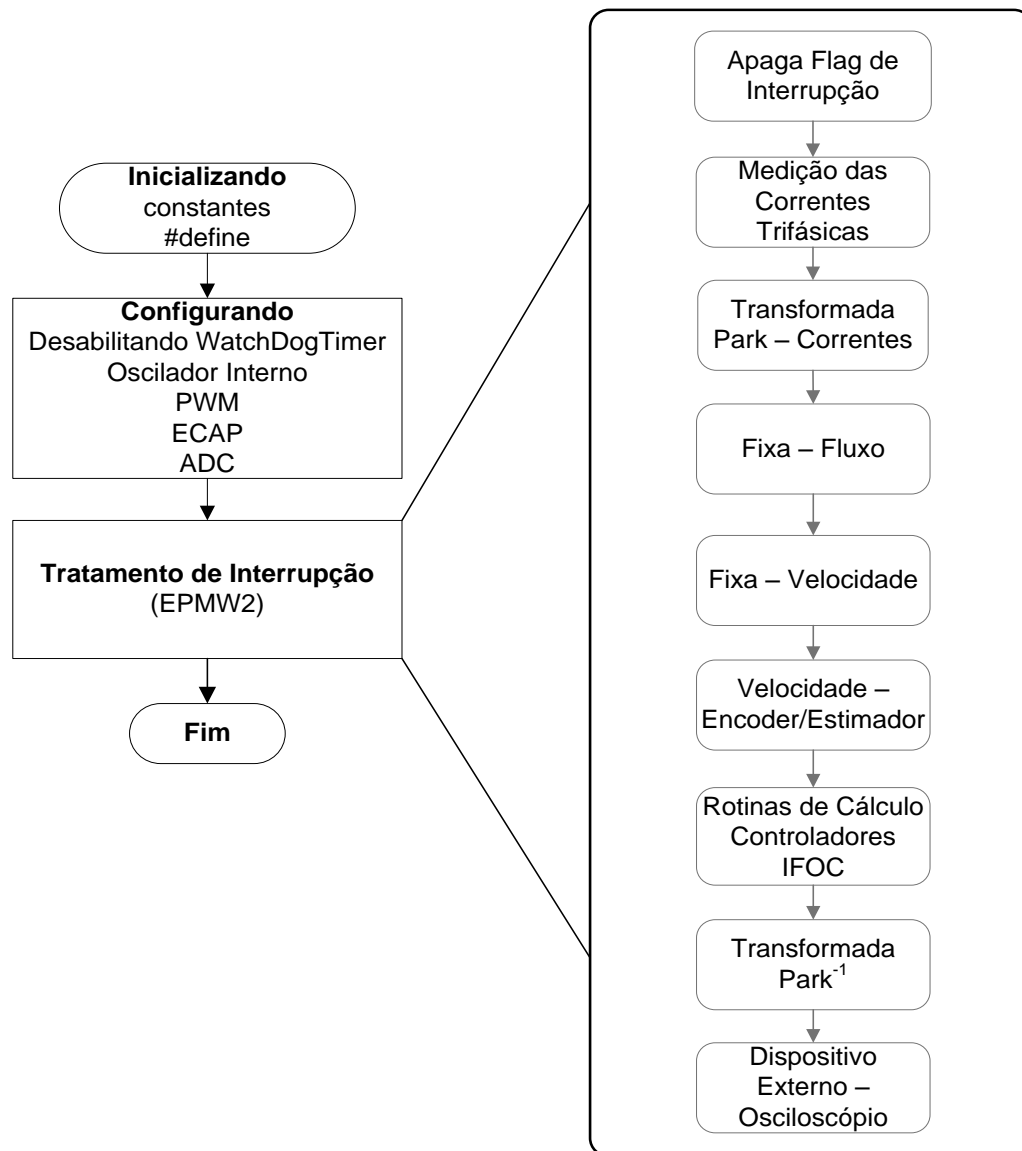 Inicializando
constantes
#define
Configurando
Desabilitando WatchDogTimer
Oscilador Interno
PWM
ECAP
ADC
Tratamento de Interrupção
(EPMW2)
Fim
Apaga Flag de
Interrupção
Medição das
Correntes
Trifásicas
Transformada
Park – Correntes
Fixa – Fluxo
Fixa – Velocidade
Velocidade –
Encoder/Estimador
Rotinas de Cálculo
Controladores
IFOC
Transformada
Park⁻¹
Dispositivo
Externo –
Osciloscópio